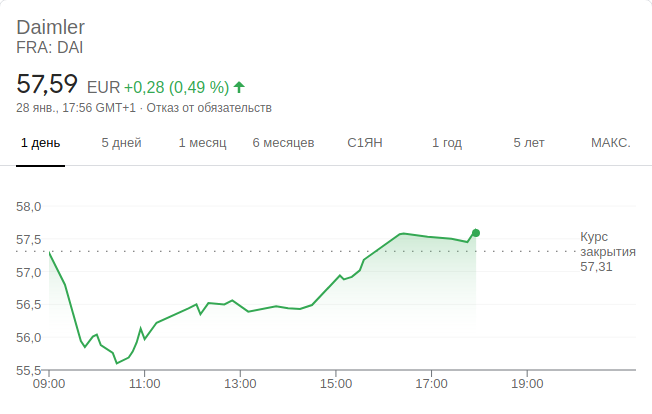 Daimler
FRA: DAI
57,59 EUR +0,28 (0,49 %)
28 янв., 17:56 GMT+1 · Отказ от обязательств
1 день 5 дней 1 месяц 6 месяцев С1ЯН 1 год 5 лет МАКС.
58,0
57,5
57,0
56,5
56,0
55,5
Курс
закрытия
57,31
09:00 11:00 13:00 15:00 17:00 19:00